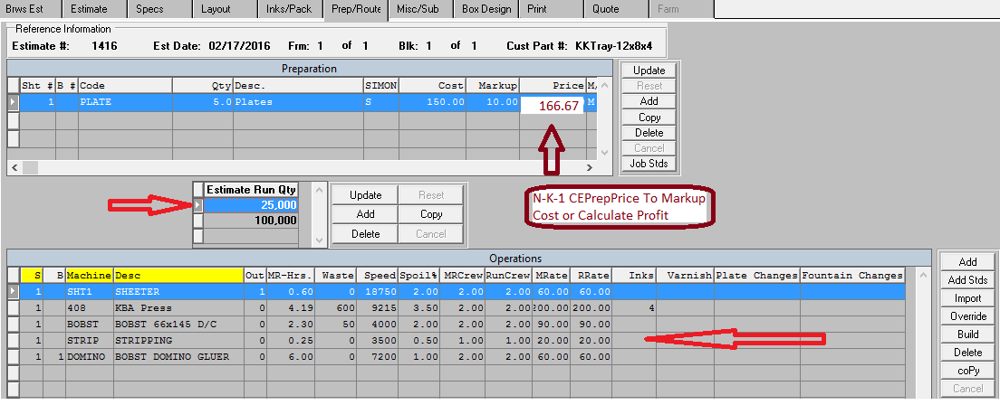 Brws Est Estimate Specs Layout Inks/Pack Prep/Route Misc/Sub Box Design Print Quote Farm
Reference Information
Estimate #: 1416 Est Date: 02/17/2016 Frm: 1 of 1 Blk: 1 of 1 Cust Part #: KKTray-12x8x4
Preparation
Sht # B # Code Qty Desc. SIMON Cost Markup Price M/
1 PLATE 5.0 Plates S 150.00 10.00 166.67 M
Update
Reset
Add
Copy
Delete
Cancel
Job Stds
N-K-1 CEPrepPrice To Markup
Cost or Calculate Profit
Estimate Run Qty
25,000
100,000
Update Reset
Add Copy
Delete Cancel
Operations
S B Machine Desc Out MR-Hrs. Waste Speed Spoil% MRCrew RunCrew MRate RRate Inks Varnish Plate Changes Fountain Changes
1 SHT1 SHEETER 1 0.60 0 18750 2.00 2.00 2.00 60.00 60.00
1 408 KBA Press 0 4.19 600 9215 3.50 2.00 2.00 200.00 200.00 4
1 BOBST BOBST 66x145 D/C 0 2.30 50 4000 2.00 2.00 2.00 90.00 90.00
1 STRIP STRIPPING 0 0.25 0 3500 0.50 1.00 1.00 20.00 20.00
1 1 DOMINO BOBST DOMINO GLUER 0 6.00 0 7200 1.00 2.00 2.00 60.00 60.00
Add
Add Stds
Import
Override
Build
Delete
coPy
Cancel